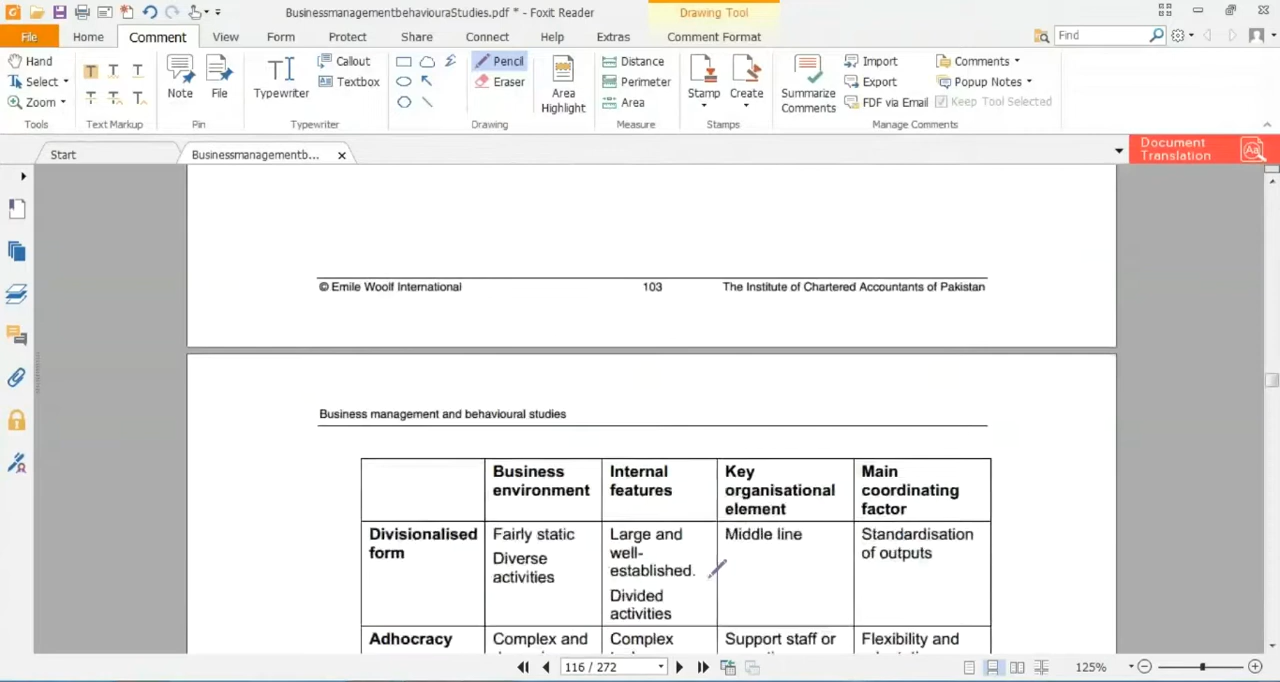 BusinessmanagementbehaviouraStudies.pdf * - Foxit Reader
Drawing Tool
File
Home
Comment
View
Form
Protect
Share
Connect
Help
Extras
Comment Format
Find
Hand
Select
Zoom
Tools
Text Markup
Note
File
Pin
Typewriter
Callout
Textbox
Typewriter
Pencil
Eraser
Drawing
Area
Highlight
Distance
Perimeter
Area
Measure
Stamp
Create
Stamps
Summarize
Comments
Import
Export
FDF via Email
Comments
Popup Notes
Keep Tool Selected
Manage Comments
Start
Businessmanagementb...
Document
Translation
© Emile Woolf International
103
The Institute of Chartered Accountants of Pakistan
Business management and behavioural studies
Business
environment
Internal
features
Key
organisational
element
Main
coordinating
factor
Divisionalised
form
Fairly static
Diverse
activities
Large and
well-
established.
Divided
activities
Middle line
Standardisation
of outputs
Adhocracy
Complex and
Complex
Support staff or
Flexibility and
116 / 272
125%